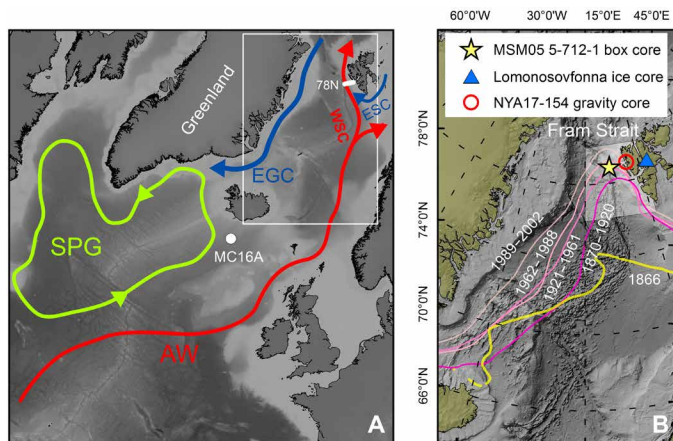 Greenland
78N
WSC
ESC
EGC
SPG
MC16A
AW
A
60°0'W 30°0'W 15°0'E 45°0'E
MSM05 5-712-1 box core
Lomonosovfonna ice core
NYA17-154 gravity core
78°0'N
74°0'N
70°0'N
66°0'N
Fram Strait
1989-2002
1962-1988
1921-1961
1870-1920
1866
B